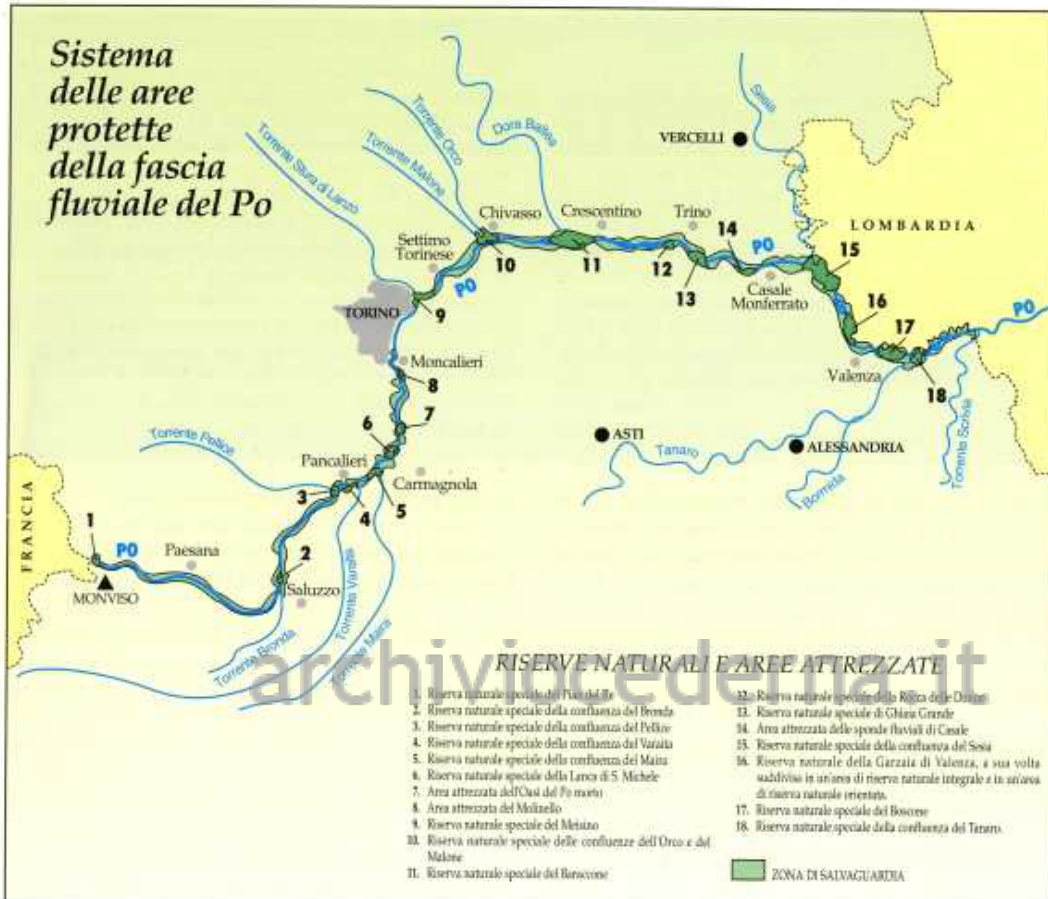 Sistema
delle aree
protette
della fascia
fluviale del Po
Torrente Stura di Lanzo
Torrente Malone
Torrente Orco
Dora Baltea
Sesia
VERCELLI
LOMBARDIA
Chivasso
Crescentino
Trino
14
PO
15
Settimo
Torinese
10
11
12
13
Casale
Monferrato
PO
16
TORINO
9
17
PO
Moncalieri
Valenza
18
8
7
6
ASTI
Tanaro
ALESSANDRIA
Bormida
Torrente Scrivia
Torrente Pellice
Pancalieri
Carmagnola
3
4
5
FRANCIA
1
PO
Paesana
2
MONVISO
Saluzzo
Torrente Bronda
Torrente Varaita
Torrente Maira
archiviocederna.it
RISERVE NATURALI E AREE ATTREZZATE
1. Riserva naturale speciale del Pian del Re
2. Riserva naturale speciale della confluenza del Bronda
3. Riserva naturale speciale della confluenza del Pellice
4. Riserva naturale speciale della confluenza del Varaita
5. Riserva naturale speciale della confluenza del Maira
6. Riserva naturale speciale della Lanca di S. Michele
7. Area attrezzata dell'Oasi del Po morto
8. Area attrezzata del Molinello
9. Riserva naturale speciale del Meisino
10. Riserva naturale speciale delle confluenze dell'Orco e del
Malone
11. Riserva naturale speciale del Baraccone
12. Riserva naturale speciale della Rocca delle Donne
13. Riserva naturale speciale di Ghiaia Grande
14. Area attrezzata delle sponde fluviali di Casale
15. Riserva naturale speciale della confluenza del Sesia
16. Riserva naturale della Garzaia di Valenza, a sua volta
suddivisa in un'area di riserva naturale integrale e in un'area
di riserva naturale orientata.
17. Riserva naturale speciale del Boscone
18. Riserva naturale speciale della confluenza del Tanaro.
ZONA DI SALVAGUARDIA